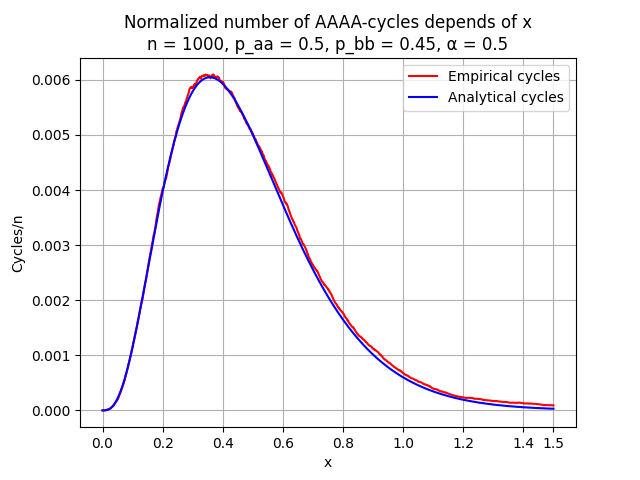 Normalized number of AAAA-cycles depends of x
n = 1000, p_aa = 0.5, p_bb = 0.45, α = 0.5
Empirical cycles
Analytical cycles
Cycles/n
0.006
0.005
0.004
0.003
0.002
0.001
0.000
0.0 0.2 0.4 0.6 0.8 1.0 1.2 1.4 1.5
x